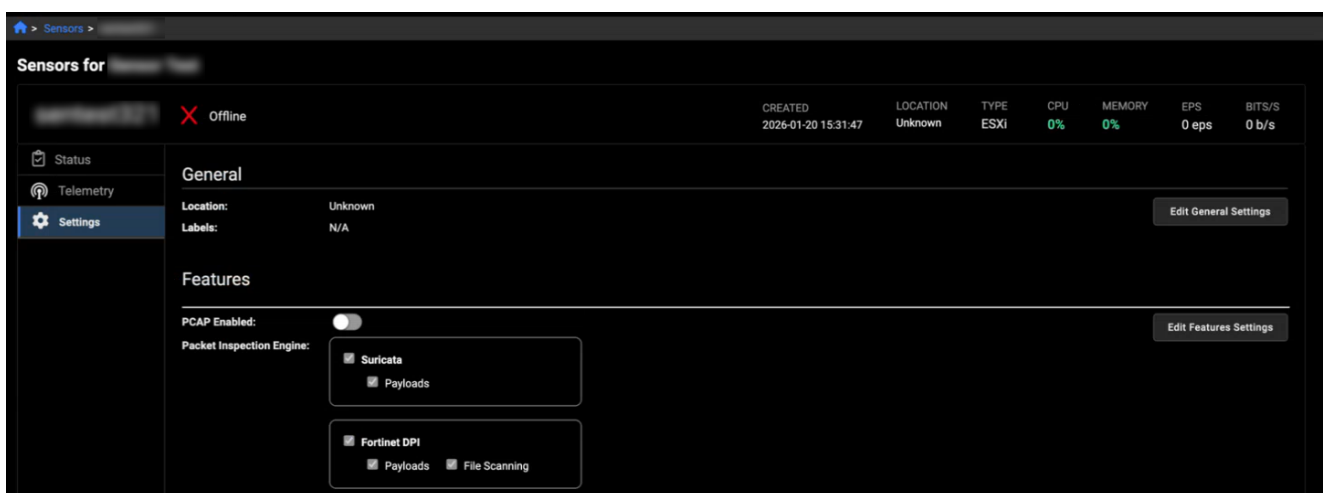 > Sensors >
Sensors for
Offline
CREATED
2026-01-20 15:31:47
LOCATION
Unknown
TYPE
ESXi
CPU
0%
MEMORY
0%
EPS
0 eps
BITS/S
0 b/s
Status
Telemetry
Settings
General
Location: Unknown
Labels: N/A
Edit General Settings
Features
PCAP Enabled:
Edit Features Settings
Packet Inspection Engine:
Suricata
Payloads
Fortinet DPI
Payloads File Scanning